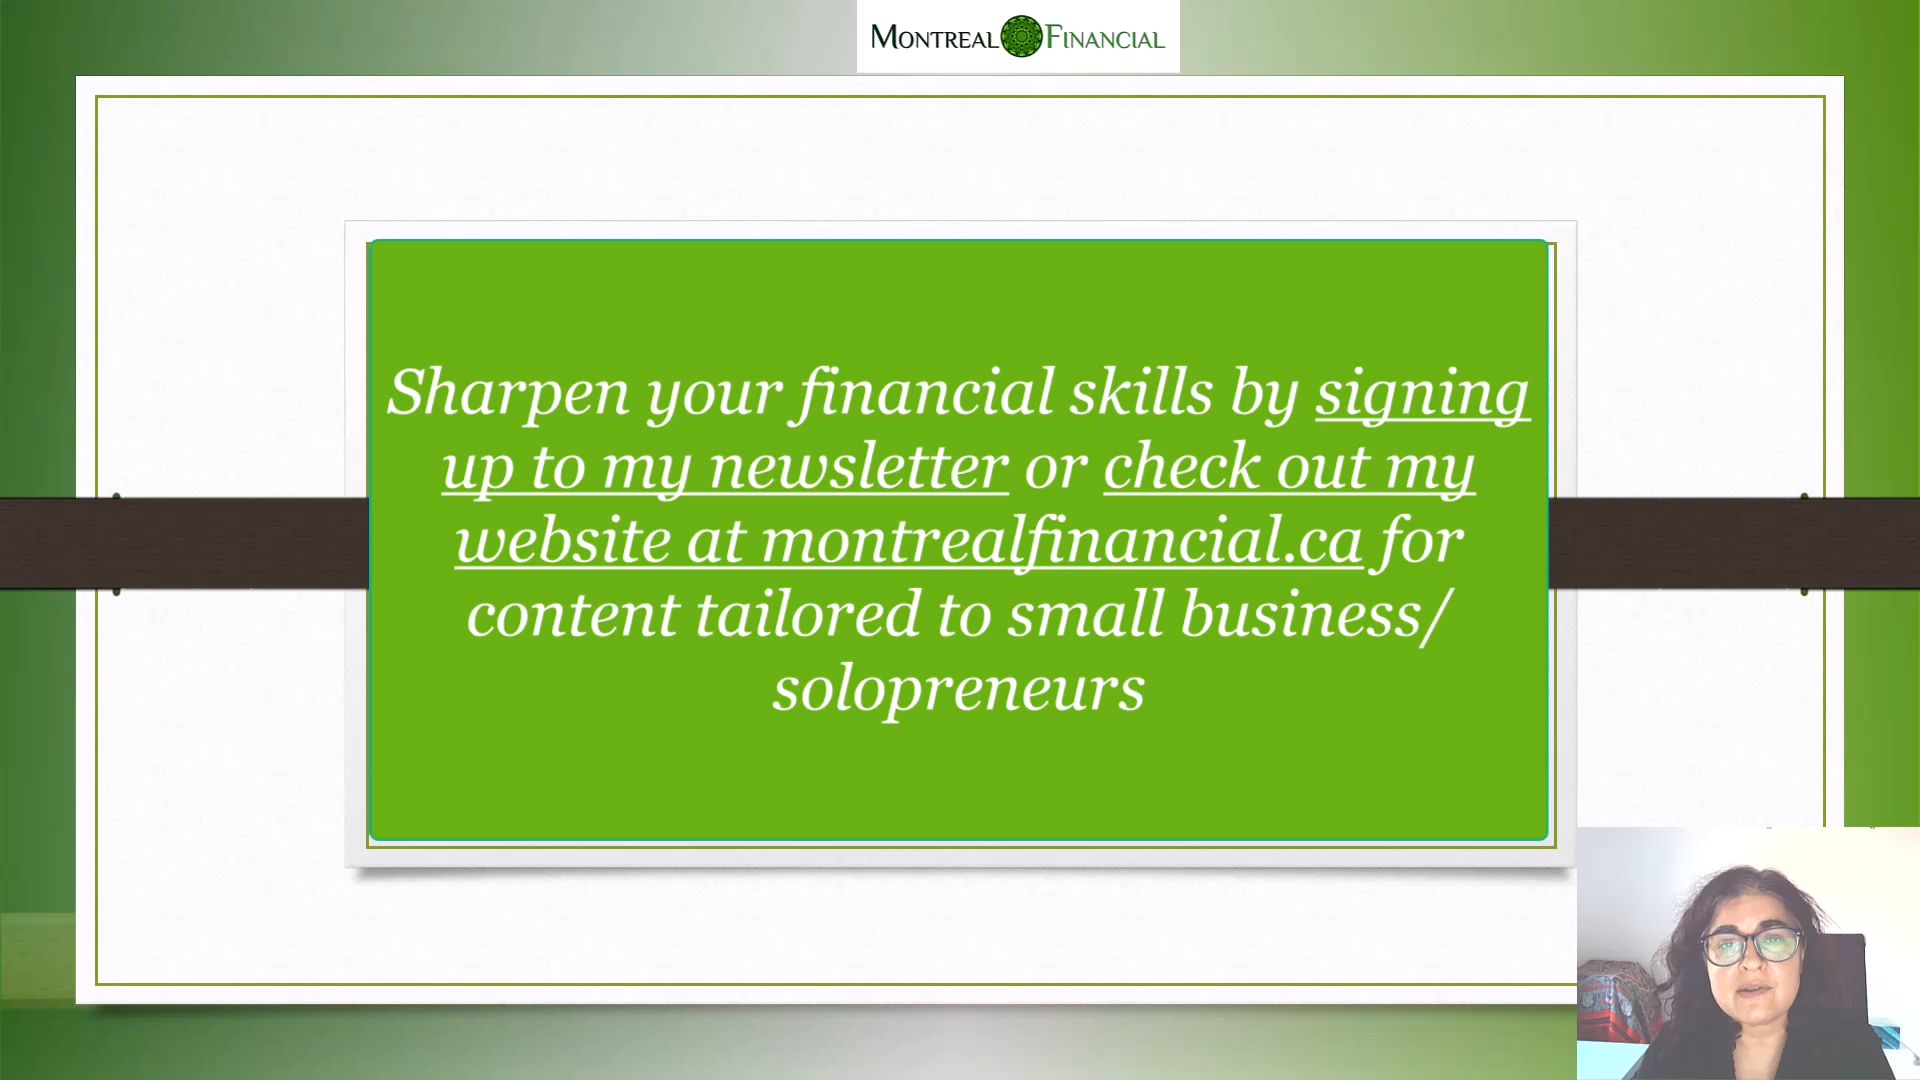 MONTREAL FINANCIAL
Sharpen your financial skills by signing
up to my newsletter or check out my
website at montrealfinancial.ca for
content tailored to small business/
solopreneurs